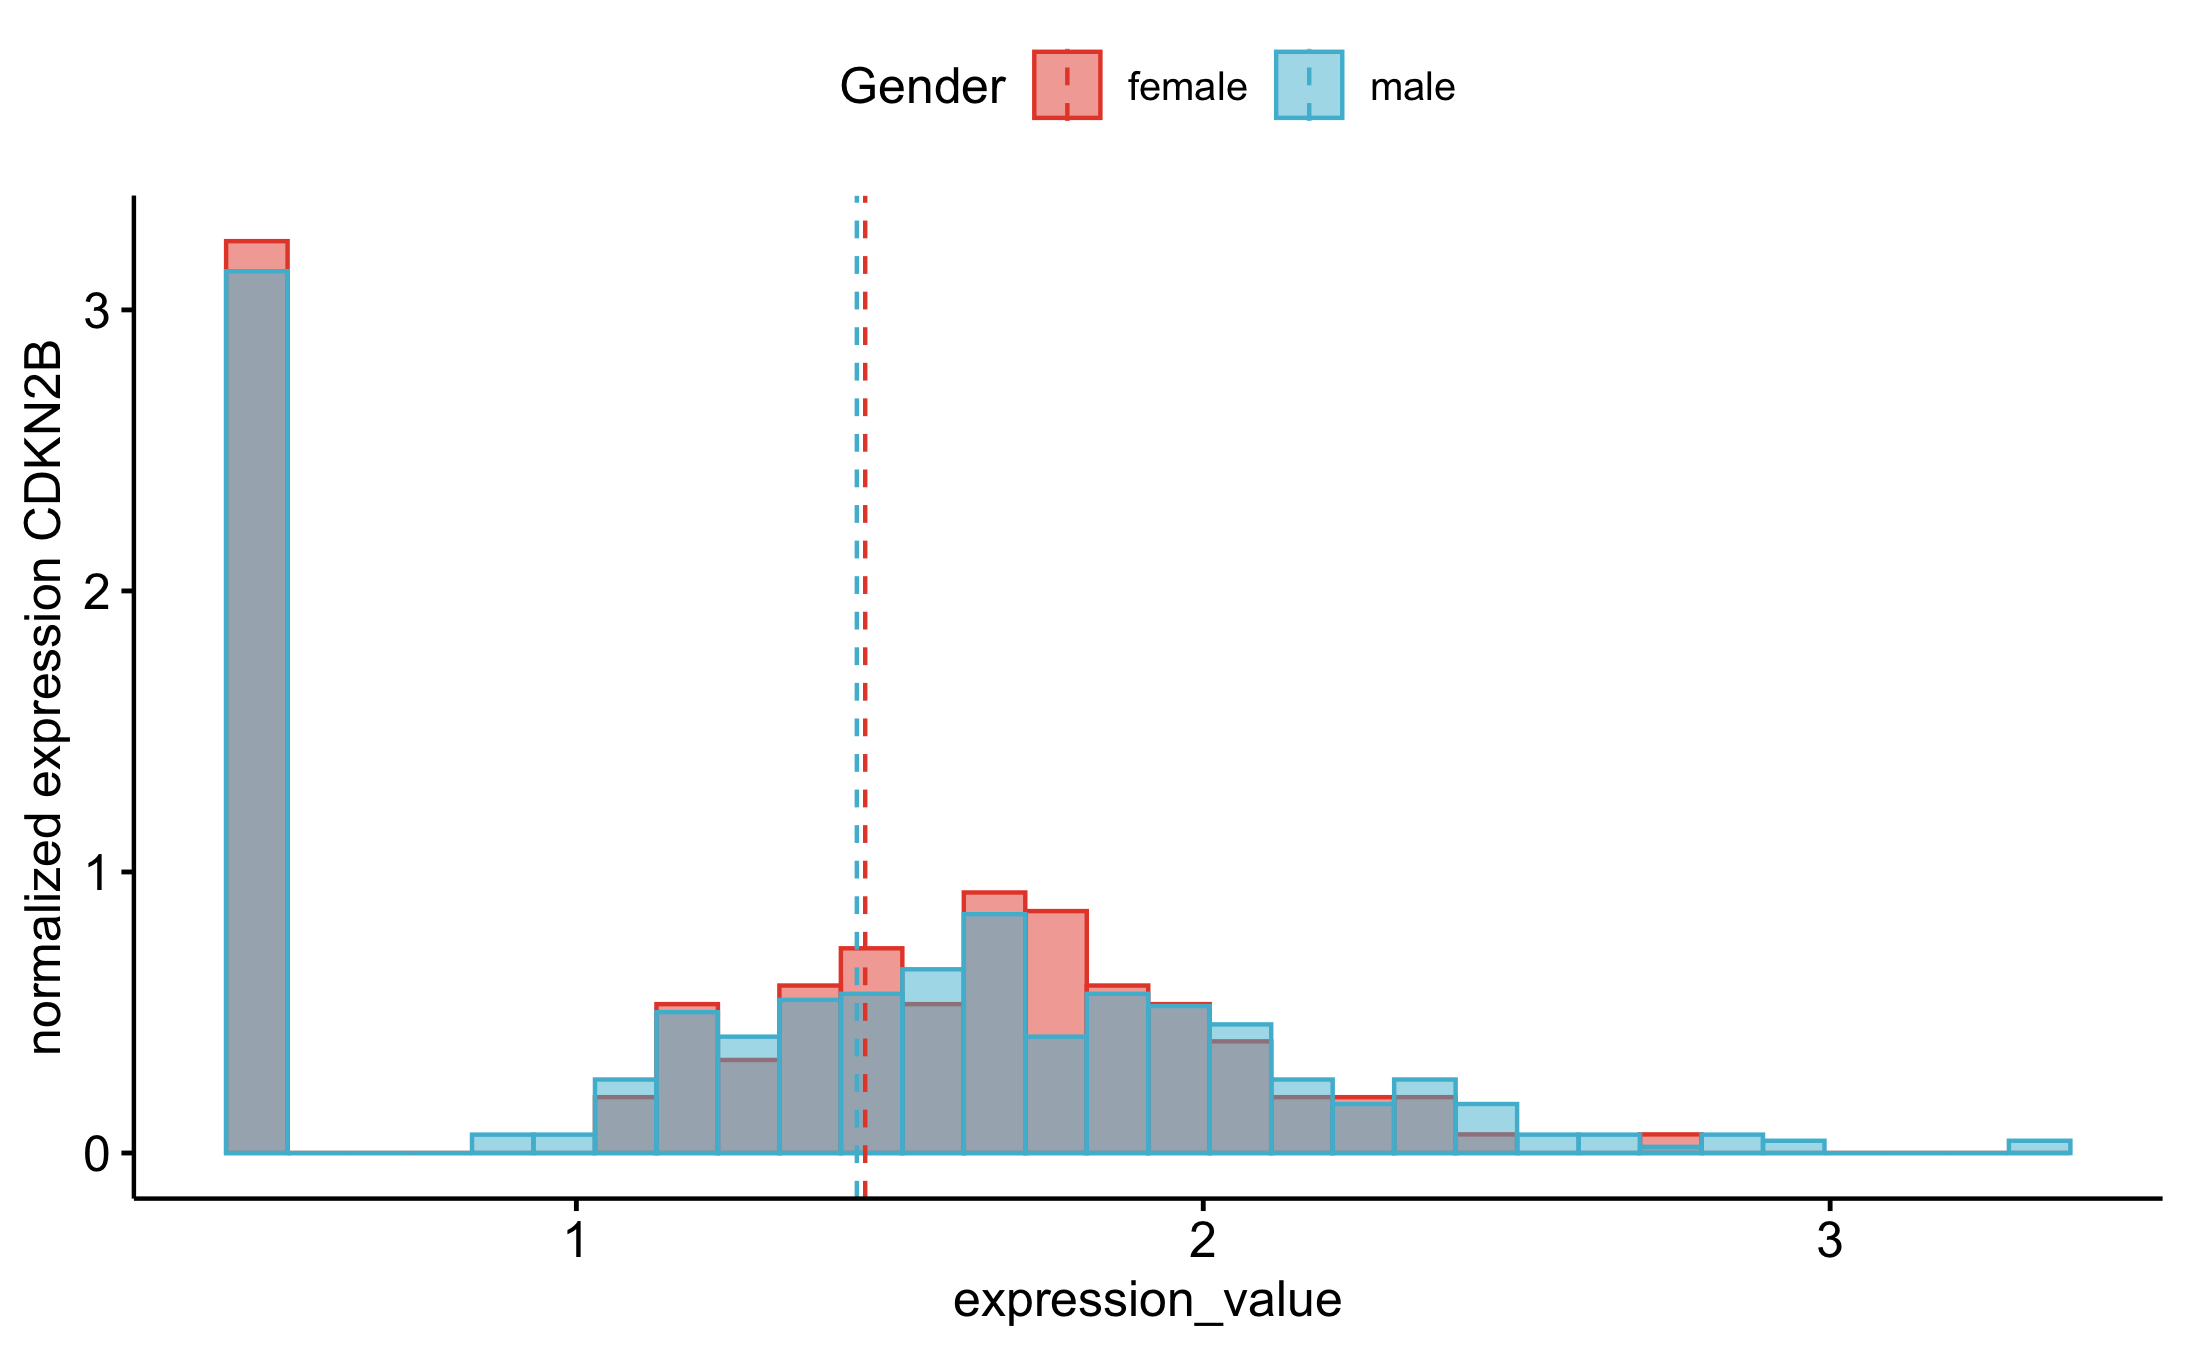 Gender female male
normalized expression CDKN2B
3
2
1
0
1 2 3
expression_value